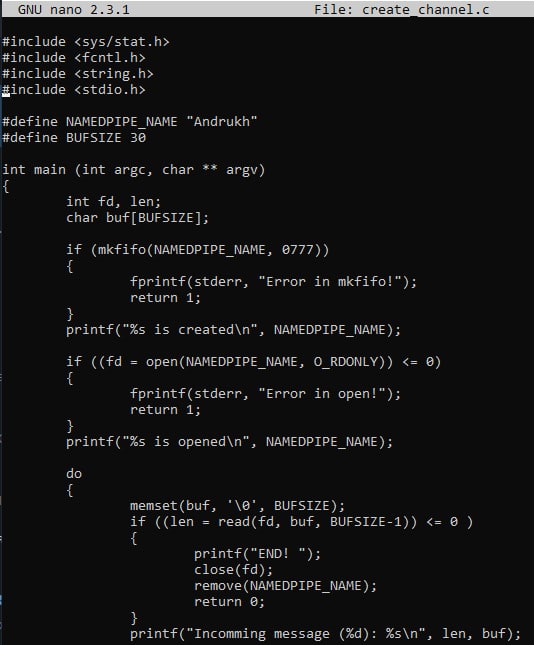 GNU nano 2.3.1 File: create_channel.c
#include <sys/stat.h>
#include <fcntl.h>
#include <string.h>
#include <stdio.h>
#define NAMEDPIPE_NAME "Andrukh"
#define BUFSIZE 30
int main (int argc, char ** argv)
{
int fd, len;
char buf[BUFSIZE];
if (mkfifo(NAMEDPIPE_NAME, 0777))
{
fprintf(stderr, "Error in mkfifo!");
return 1;
}
printf("%s is created\n", NAMEDPIPE_NAME);
if ((fd = open(NAMEDPIPE_NAME, O_RDONLY)) <= 0)
{
fprintf(stderr, "Error in open!");
return 1;
}
printf("%s is opened\n", NAMEDPIPE_NAME);
do
{
memset(buf, '\0', BUFSIZE);
if ((len = read(fd, buf, BUFSIZE-1)) <= 0 )
{
printf("END! ");
close(fd);
remove(NAMEDPIPE_NAME);
return 0;
}
printf("Incomming message (%d): %s\n", len, buf);